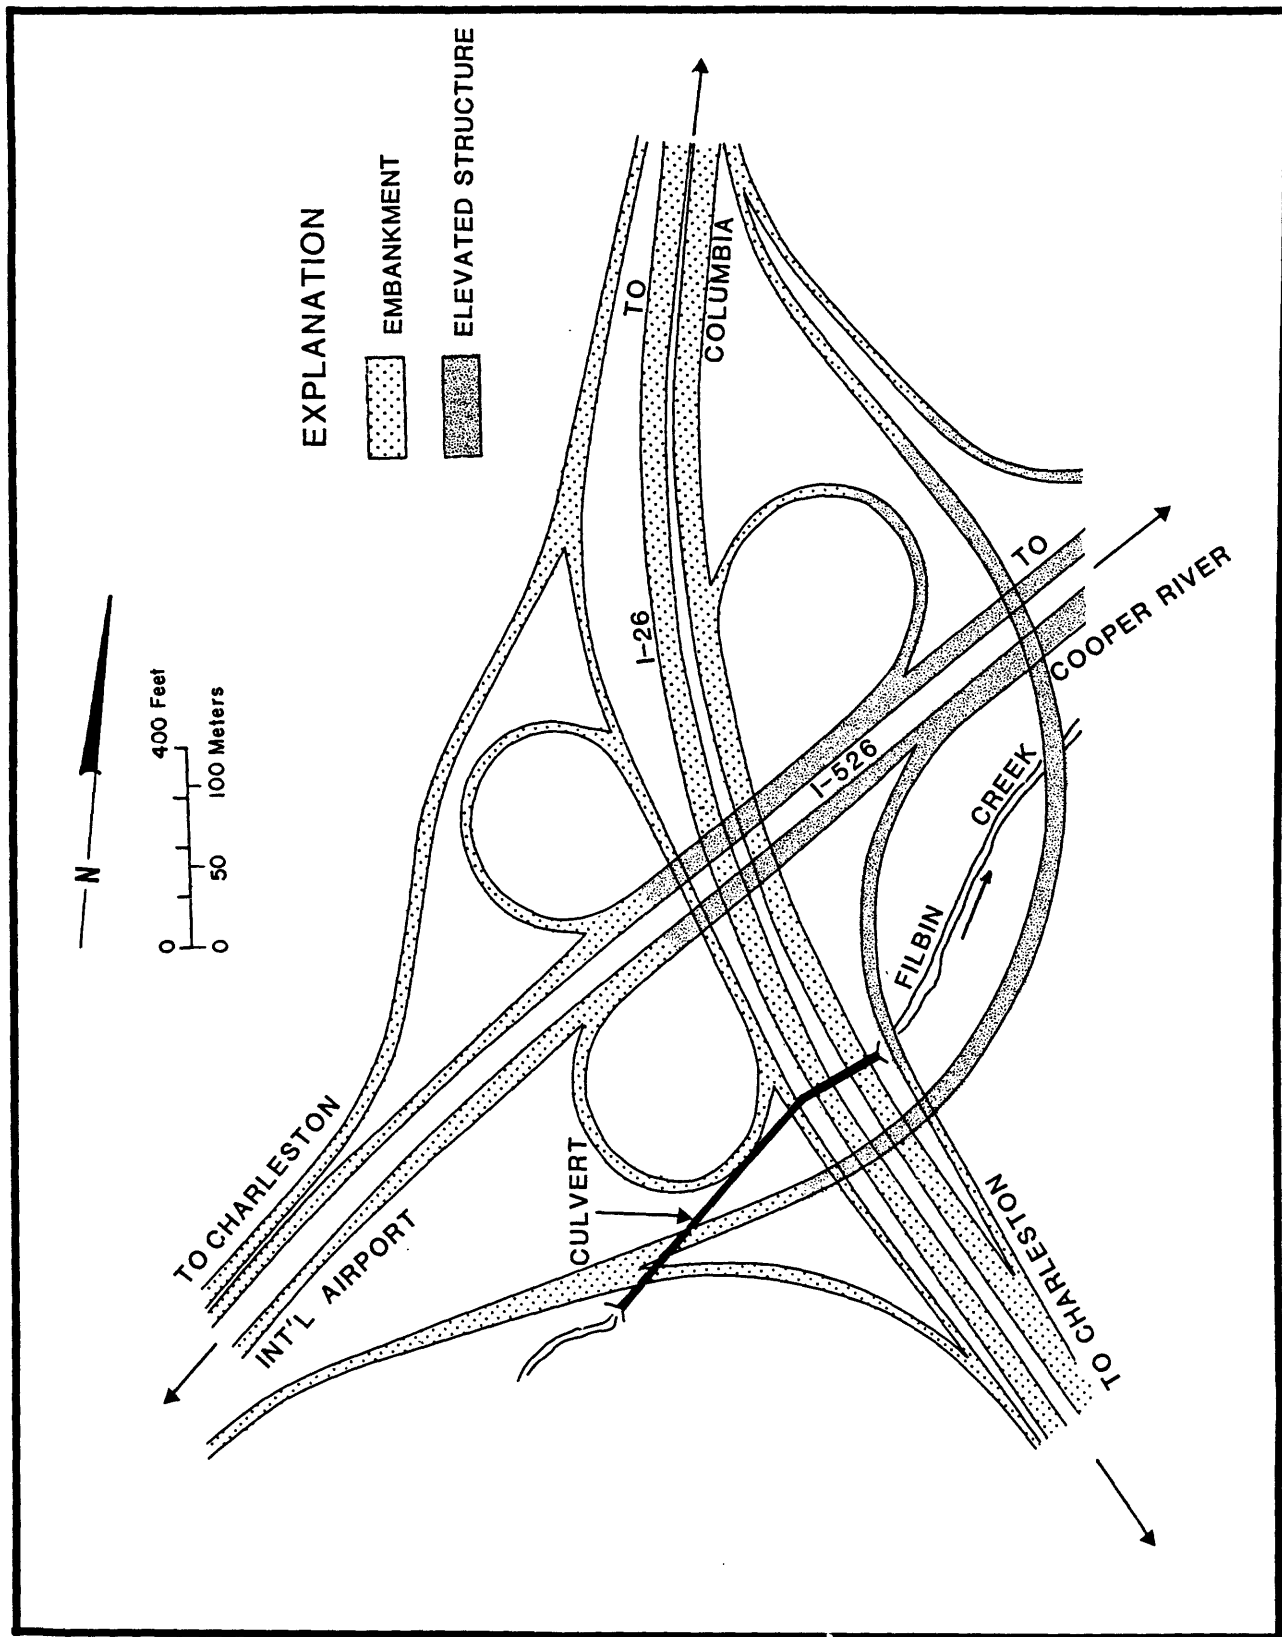 EXPLANATION
EMBANKMENT
ELEVATED STRUCTURE
N
0 400 Feet
0 50 100 Meters
TO
COLUMBIA
I-26
I-526
TO
COOPER RIVER
FILBIN
CREEK
CULVERT
TO CHARLESTON
INT'L AIRPORT
TO CHARLESTON